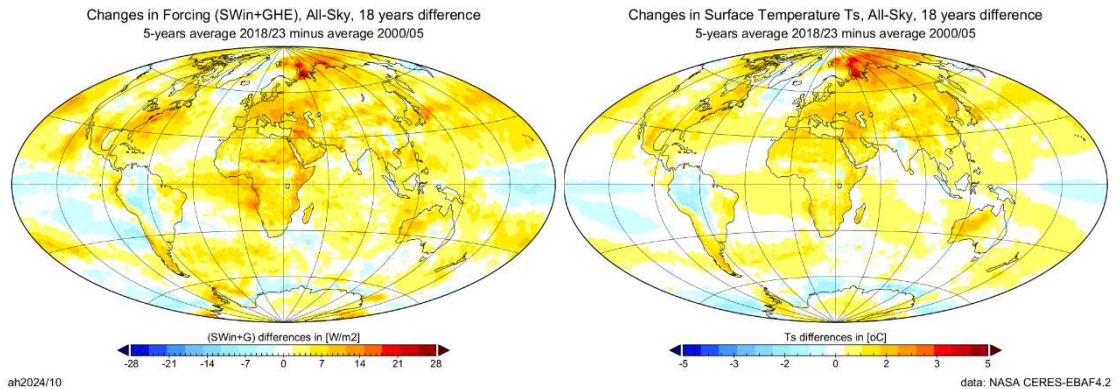 Changes in Forcing (SWin+GHE), All-Sky, 18 years difference
5-years average 2018/23 minus average 2000/05
(SWin+G) differences in [W/m2]
-28 -21 -14 -7 0 7 14 21 28
ah2024/10
Changes in Surface Temperature Ts, All-Sky, 18 years difference
5-years average 2018/23 minus average 2000/05
Ts differences in [oC]
-5 -3 -2 0 2 3 5
data: NASA CERES-EBAF4.2